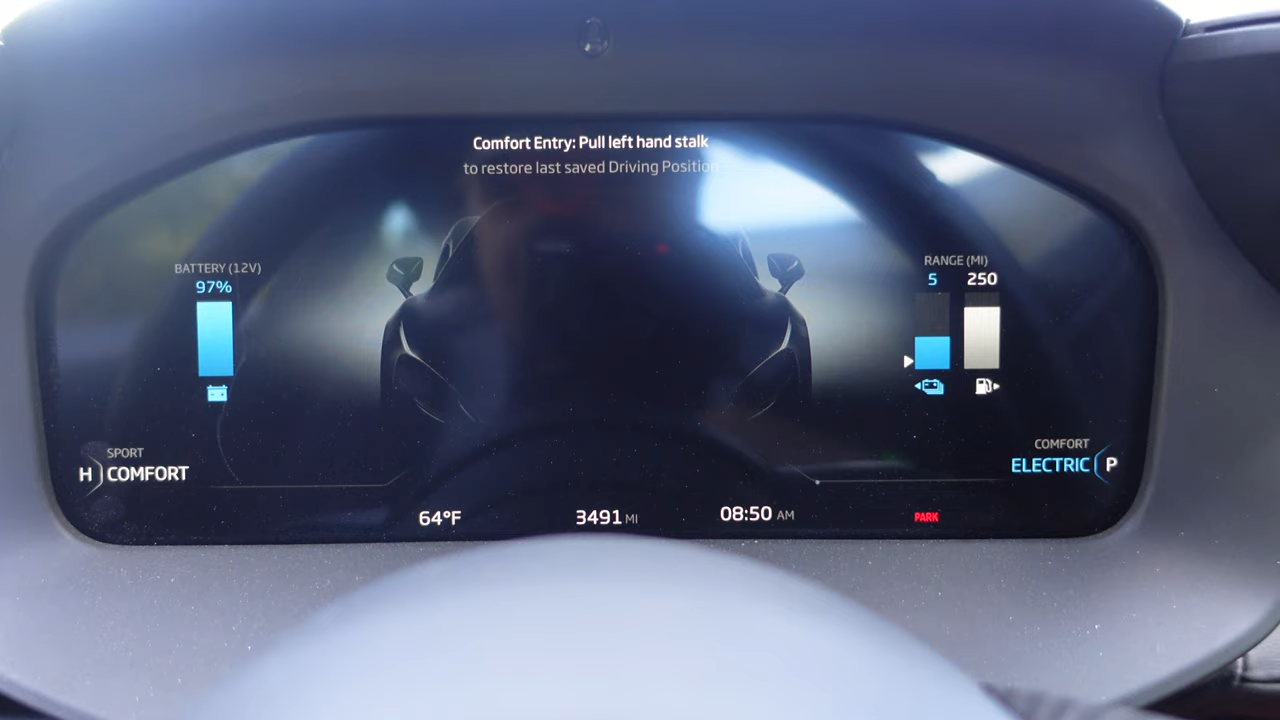 Comfort Entry: Pull left hand stalk
to restore last saved Driving Position
BATTERY (12V)
97%
RANGE (MI)
5 250
SPORT
H COMFORT
COMFORT
ELECTRIC P
64°F 3491 MI 08:50 AM PARK